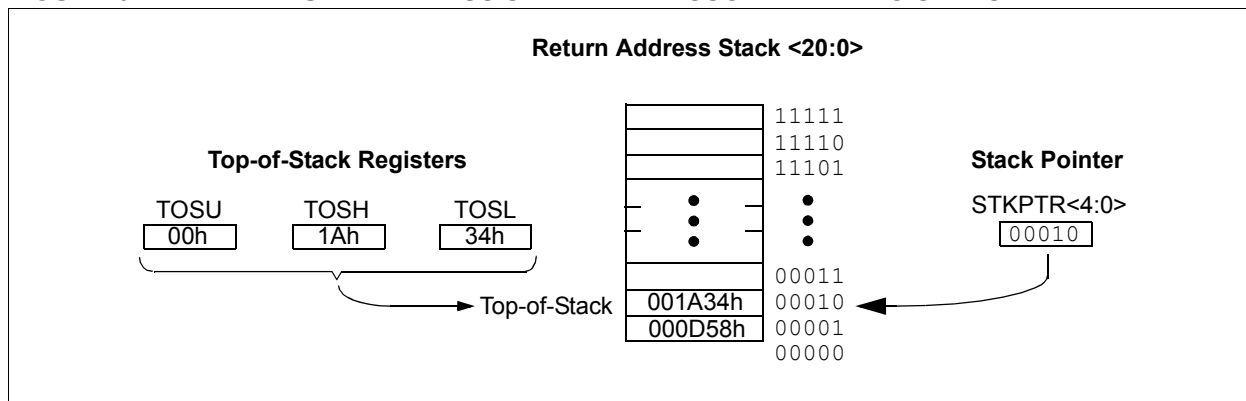 Return Address Stack <20:0>
11111
11110
11101
Top-of-Stack Registers
Stack Pointer
TOSU TOSH TOSL
STKPTR<4:0>
00h 1Ah 34h
00010
00011
Top-of-Stack 001A34h 00010
000D58h 00001
00000